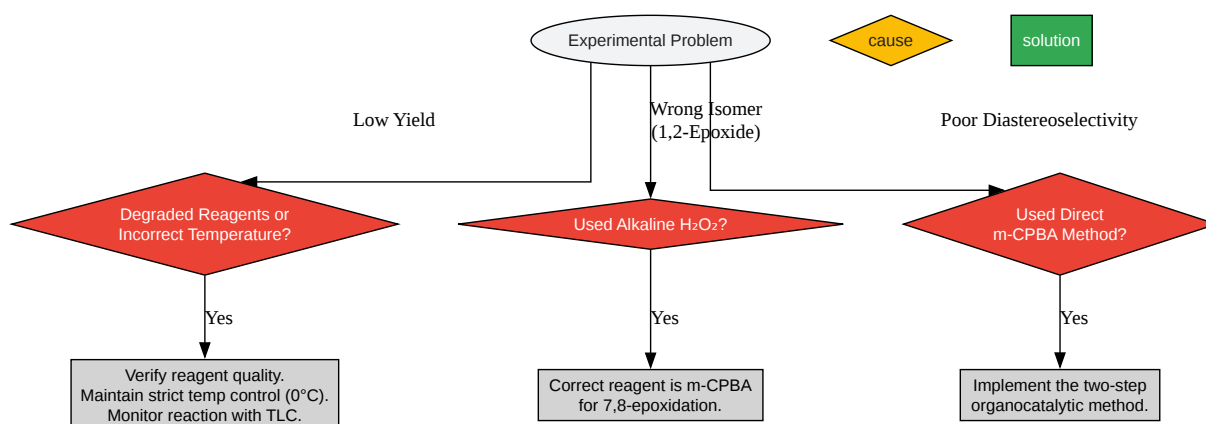 Experimental Problem
cause
solution
Low Yield
Wrong Isomer
(1,2-Epoxide)
Poor Diastereoselectivity
Degraded Reagents or
Incorrect Temperature?
Used Alkaline H₂O₂?
Used Direct
m-CPBA Method?
Yes
Yes
Yes
Verify reagent quality.
Maintain strict temp control (0°C).
Monitor reaction with TLC.
Correct reagent is m-CPBA
for 7,8-epoxidation.
Implement the two-step
organocatalytic method.